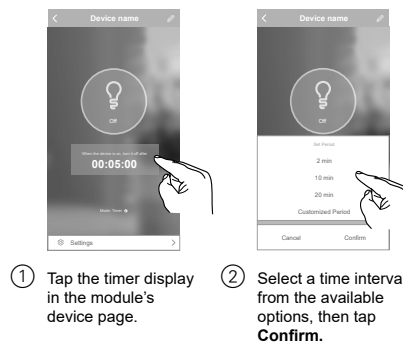 Device name
Off
When the device is on, turn it off after
00:05:00
Mode: Timer
Settings
1 Tap the timer display
in the module's
device page.
Device name
Off
Set Period
2 min
10 min
20 min
Customized Period
Cancel
Confirm
2 Select a time interva
from the available
options, then tap
Confirm.